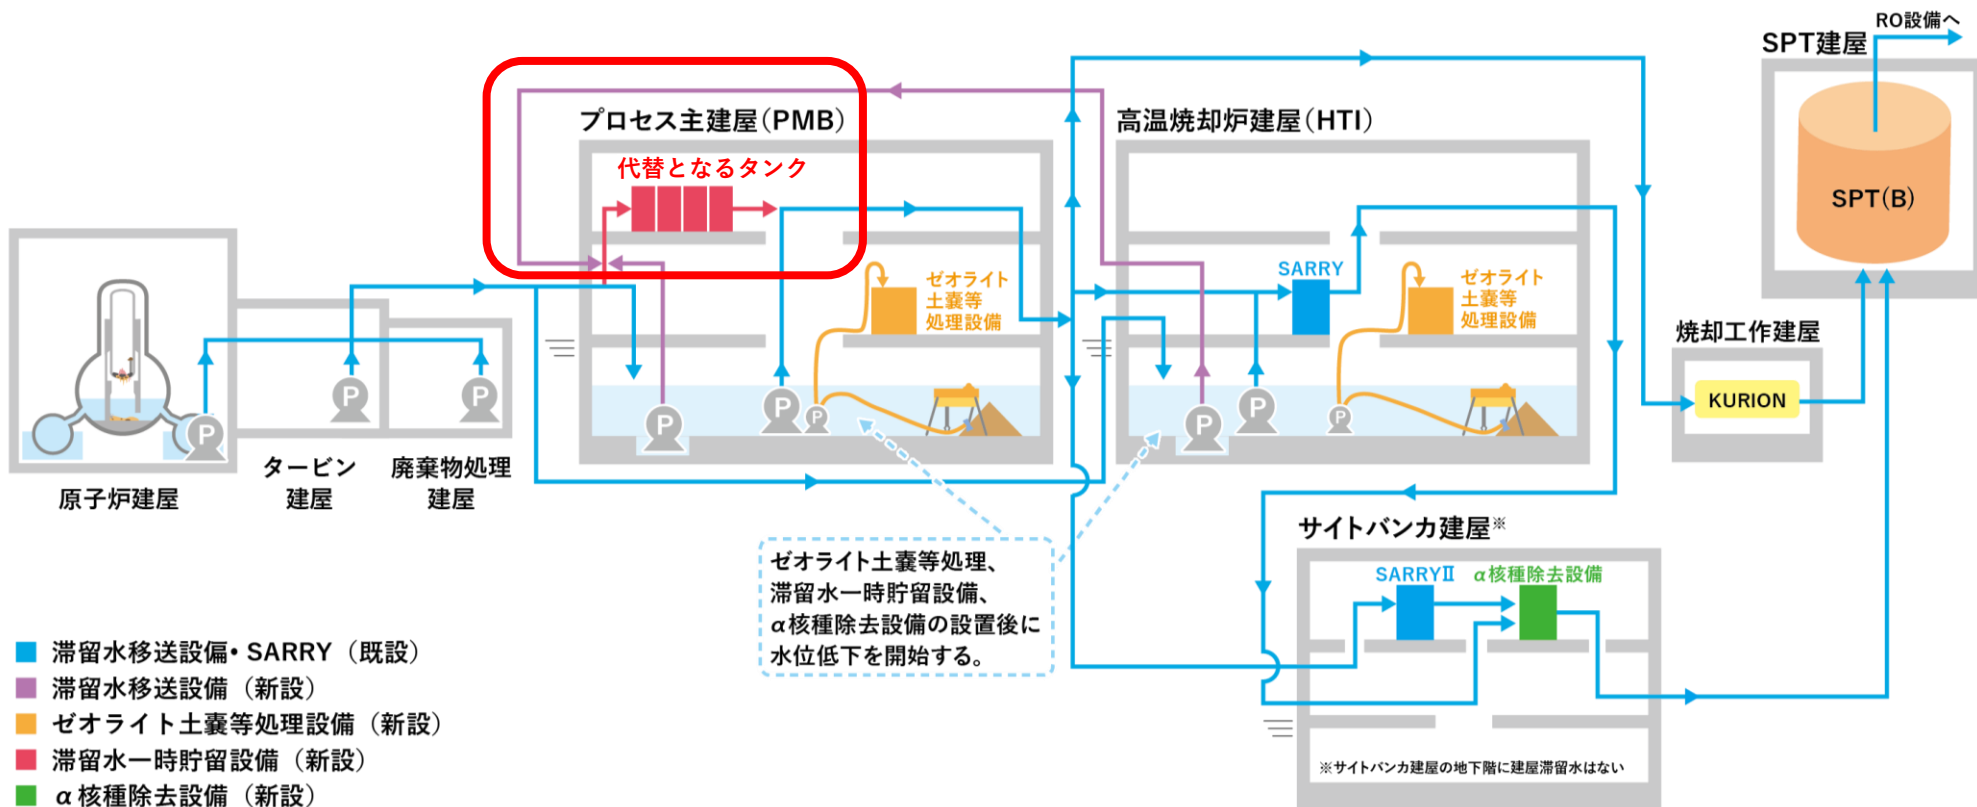 RO設備へ
SPT建屋
SPT(B)
プロセス主建屋(PMB)
代替となるタンク
高温焼却炉建屋(HTI)
ゼオライト
土嚢等
処理設備
SARRY
ゼオライト
土嚢等
処理設備
焼却工作建屋
KURION
P
P
P
P
P
P
P
P
P
原子炉建屋
タービン
建屋
廃棄物処理
建屋
ゼオライト土嚢等処理、
滞留水一時貯留設備、
α核種除去設備の設置後に
水位低下を開始する。
サイトバンカ建屋※
SARRYⅡ
α核種除去設備
※サイトバンカ建屋の地下階に建屋滞留水はない
滞留水移送設備・SARRY（既設）
滞留水移送設備（新設）
ゼオライト土嚢等処理設備（新設）
滞留水一時貯留設備（新設）
α核種除去設備（新設）